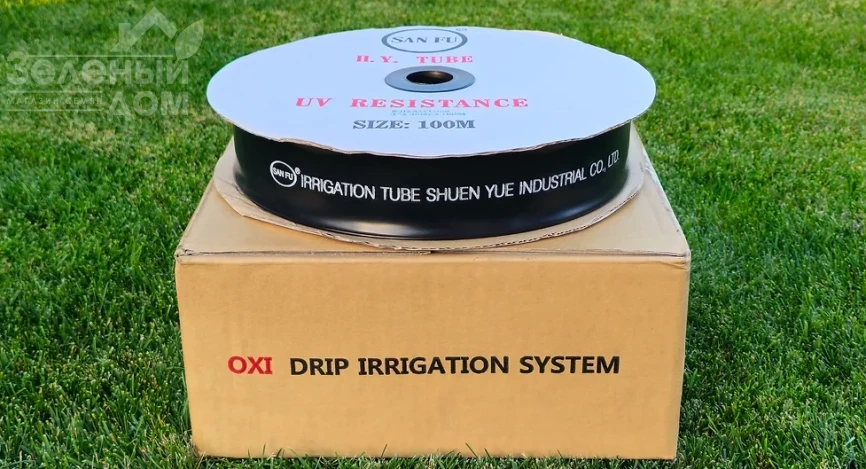 Зеленый
ДОМ
SAN FU
H.Y. TUBE
UV RESISTANCE
SIZE: 100M
SAN FU® IRRIGATION TUBE SHUEN YUE INDUSTRIAL CO., LTD.
OXI DRIP IRRIGATION SYSTEM